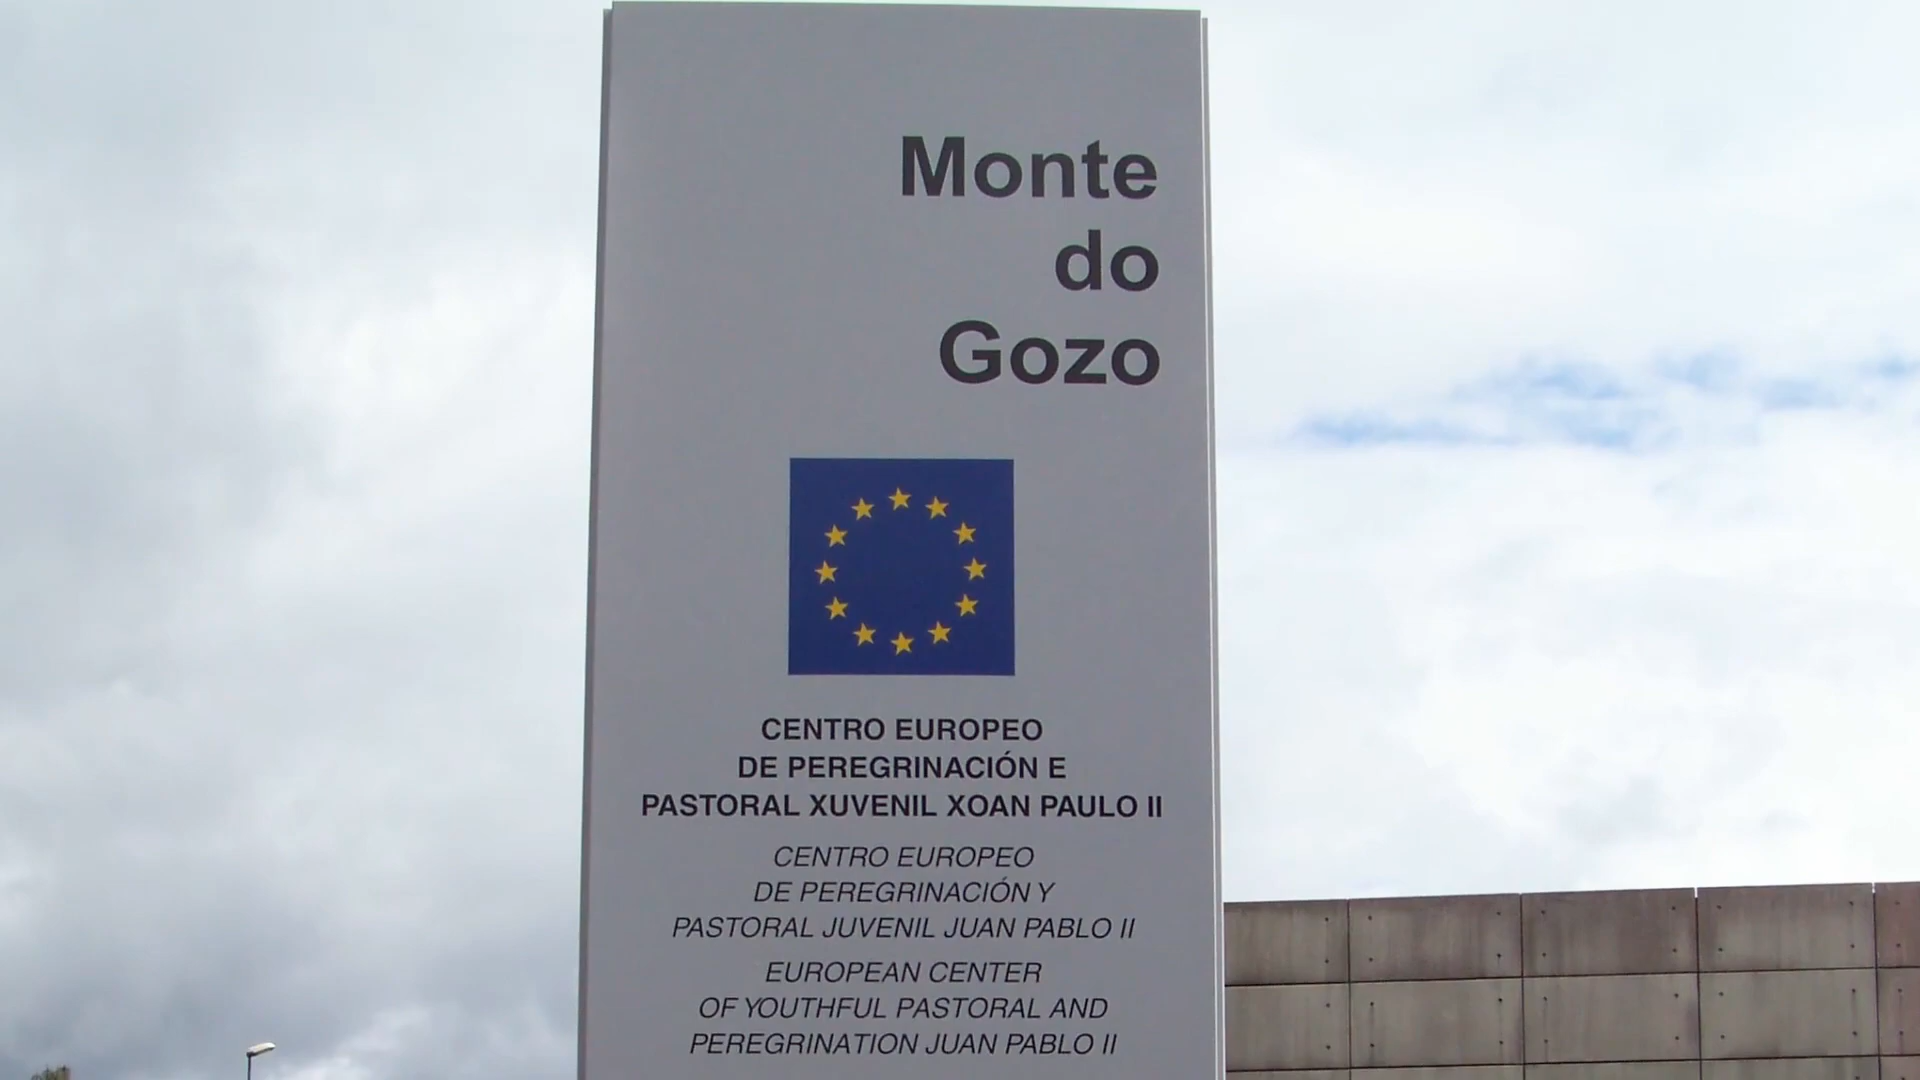 Monte
do
Gozo
CENTRO EUROPEO
DE PEREGRINACIÓN E
PASTORAL XUVENIL XOAN PAULO II
CENTRO EUROPEO
DE PEREGRINACIÓN Y
PASTORAL JUVENIL JUAN PABLO II
EUROPEAN CENTER
OF YOUTHFUL PASTORAL AND
PEREGRINATION JUAN PABLO II